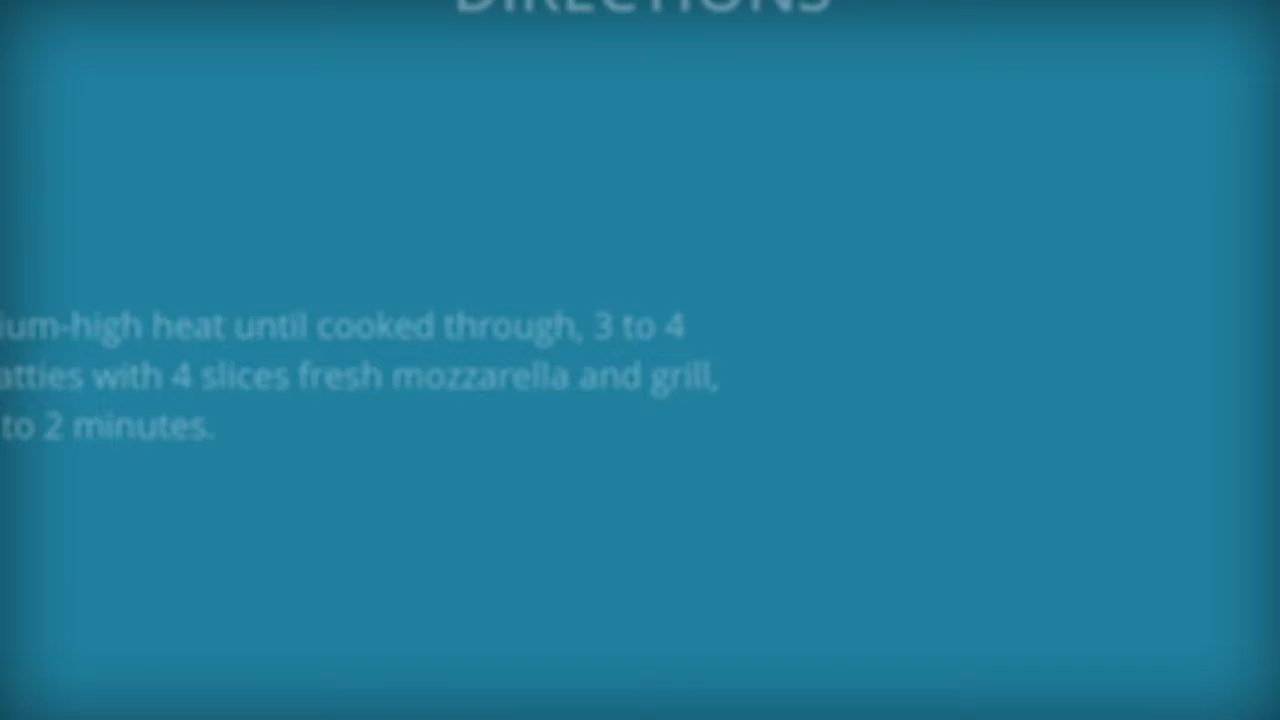 DIRECTIONS
ium-high heat until cooked through, 3 to 4
atties with 4 slices fresh mozzarella and grill,
to 2 minutes.